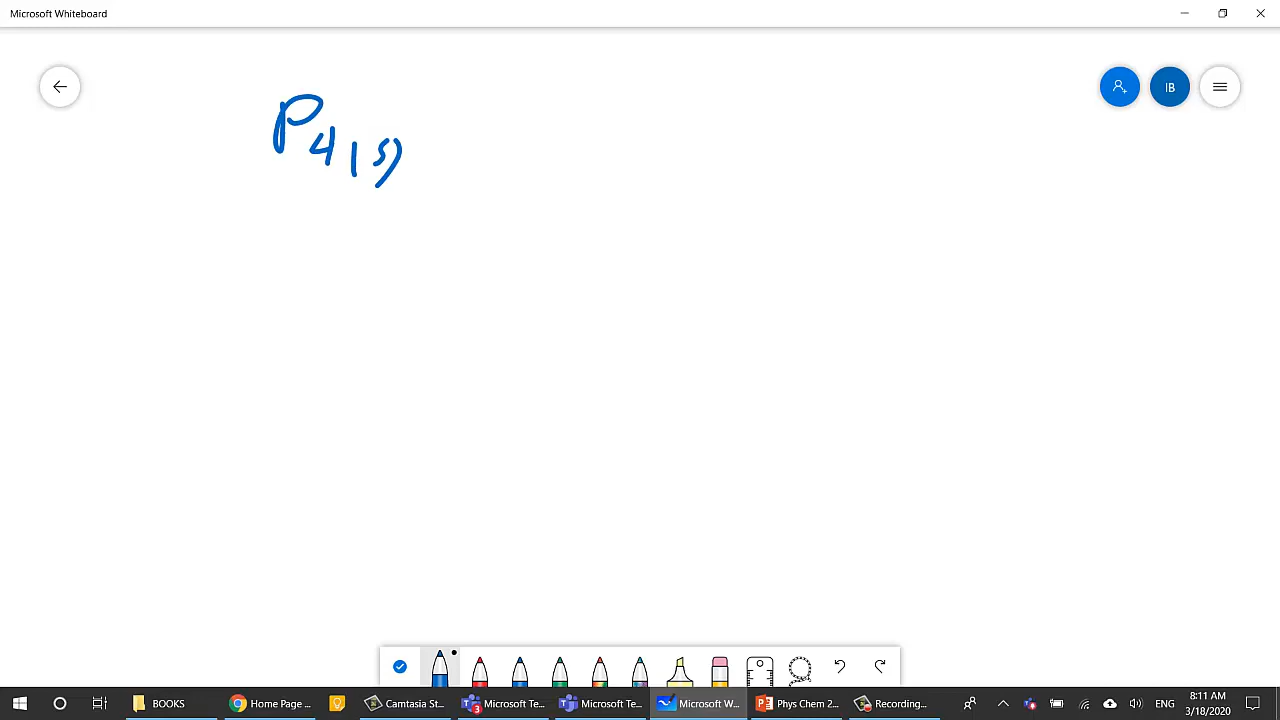 Microsoft Whiteboard
IB
P4(s)
BOOKS
Home Page ...
Camtasia St...
3
Microsoft Te...
Microsoft Te...
Microsoft W...
Phys Chem 2...
Recording...
ENG
8:11 AM
3/18/2020